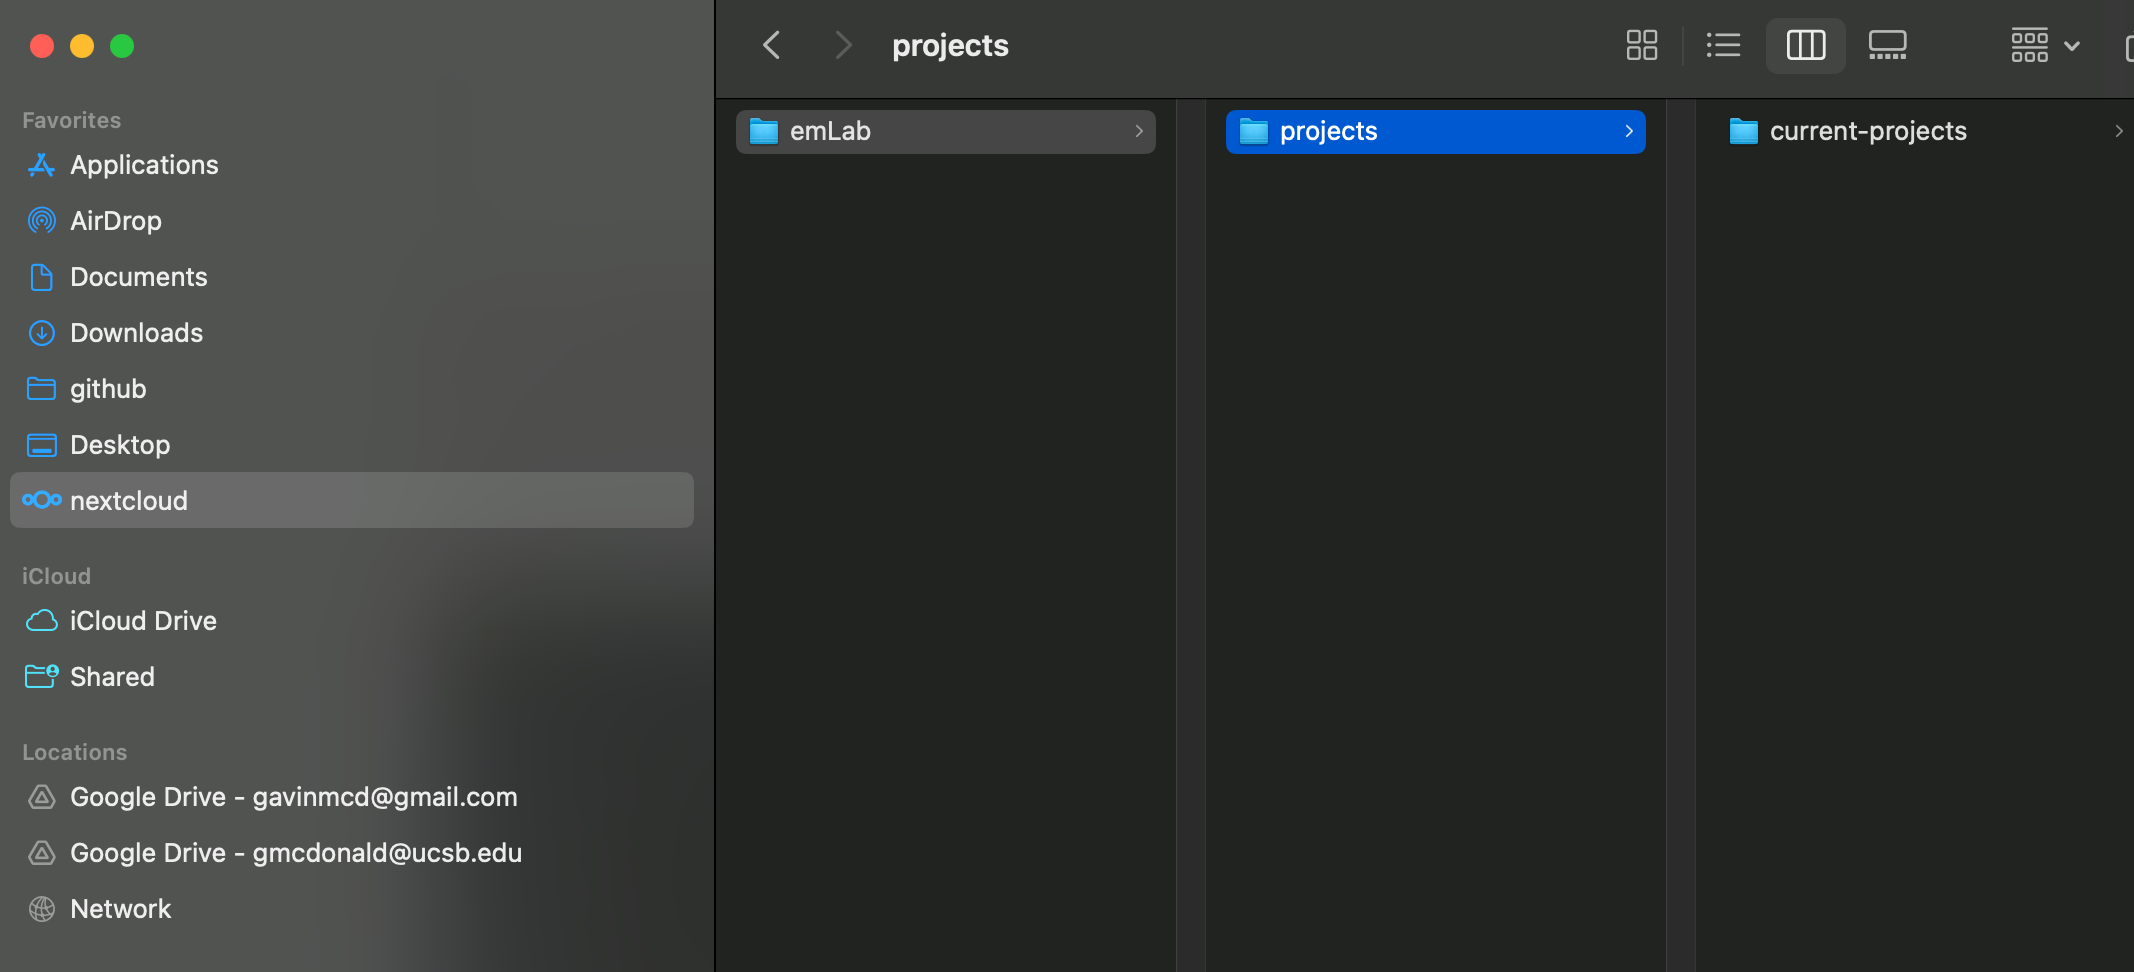 projects
Favorites
Applications
AirDrop
Documents
Downloads
github
Desktop
nextcloud
iCloud
iCloud Drive
Shared
Locations
Google Drive - gavinmcd@gmail.com
Google Drive - gmcdonald@ucsb.edu
Network
emLab
projects
current-projects